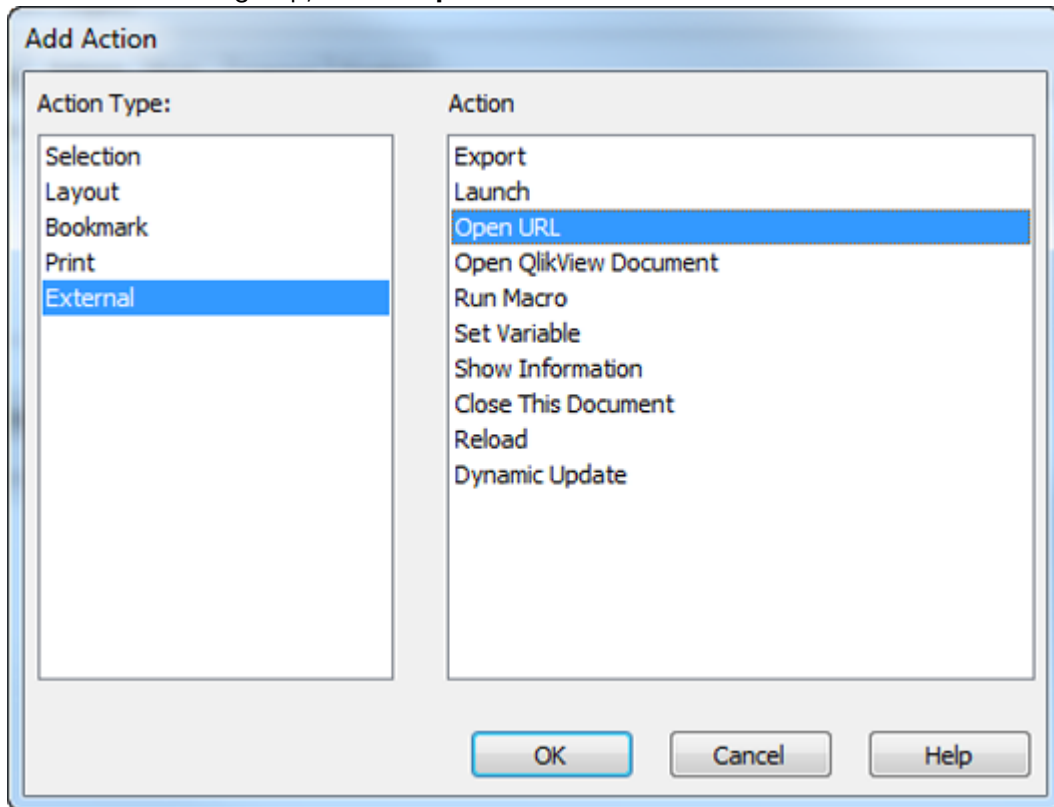 Add Action
Action Type:
Selection
Layout
Bookmark
Print
External
Action
Export
Launch
Open URL
Open QlikView Document
Run Macro
Set Variable
Show Information
Close This Document
Reload
Dynamic Update
OK
Cancel
Help